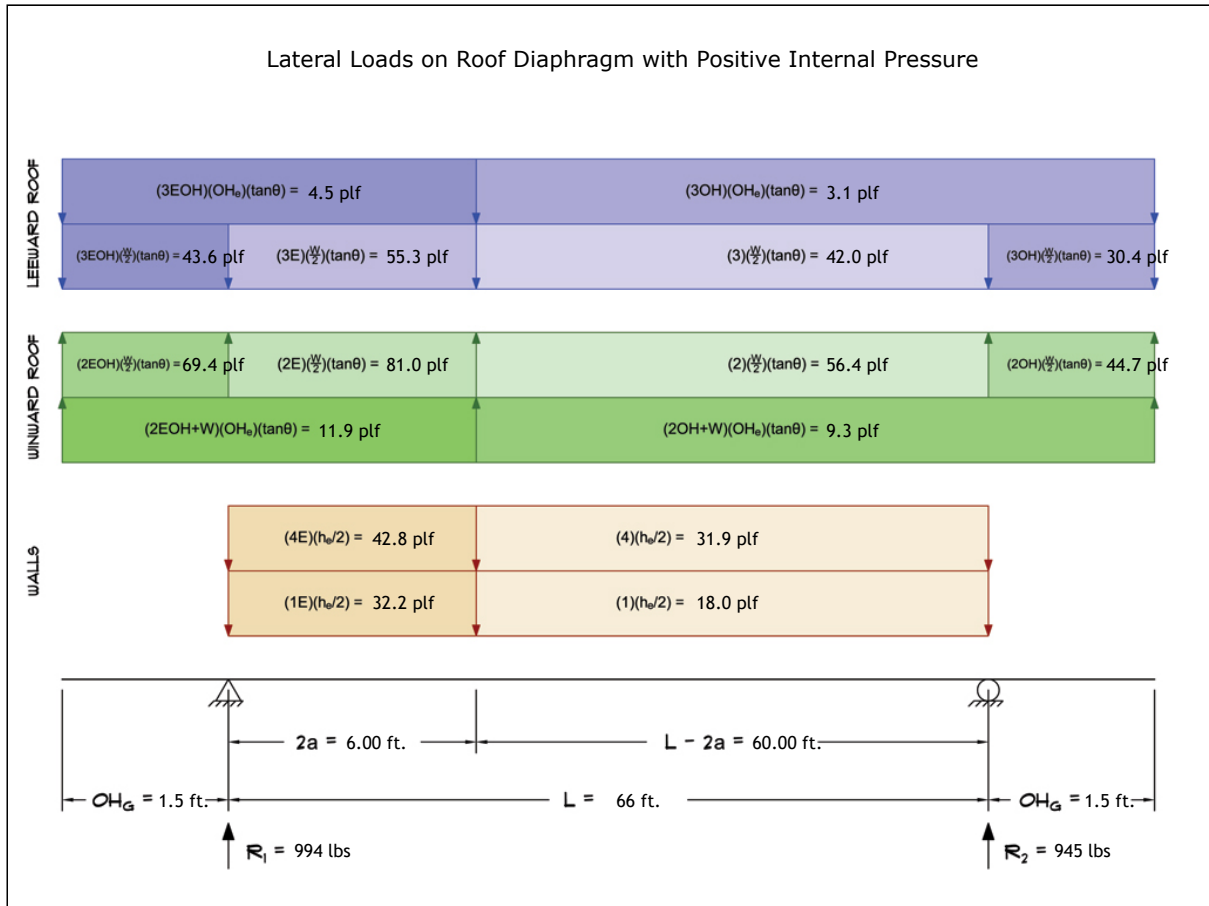 Lateral Loads on Roof Diaphragm with Positive Internal Pressure
LEEWARD ROOF
(3EOH)(OHₑ)(tanθ) = 4.5 plf
(3OH)(OHₑ)(tanθ) = 3.1 plf
(3EOH)(W/2)(tanθ) = 43.6 plf
(3E)(W/2)(tanθ) = 55.3 plf
(3)(W/2)(tanθ) = 42.0 plf
(3OH)(W/2)(tanθ) = 30.4 plf
WINWARD ROOF
(2EOH)(W/2)(tanθ) = 69.4 plf
(2E)(W/2)(tanθ) = 81.0 plf
(2)(W/2)(tanθ) = 56.4 plf
(2OH)(W/2)(tanθ) = 44.7 plf
(2EOH+W)(OHₑ)(tanθ) = 11.9 plf
(2OH+W)(OHₑ)(tanθ) = 9.3 plf
WALLS
(4E)(hₑ/2) = 42.8 plf
(4)(hₑ/2) = 31.9 plf
(1E)(hₑ/2) = 32.2 plf
(1)(hₑ/2) = 18.0 plf
2a = 6.00 ft.
L - 2a = 60.00 ft.
OH_G = 1.5 ft.
L = 66 ft.
OH_G = 1.5 ft.
R₁ = 994 lbs
R₂ = 945 lbs